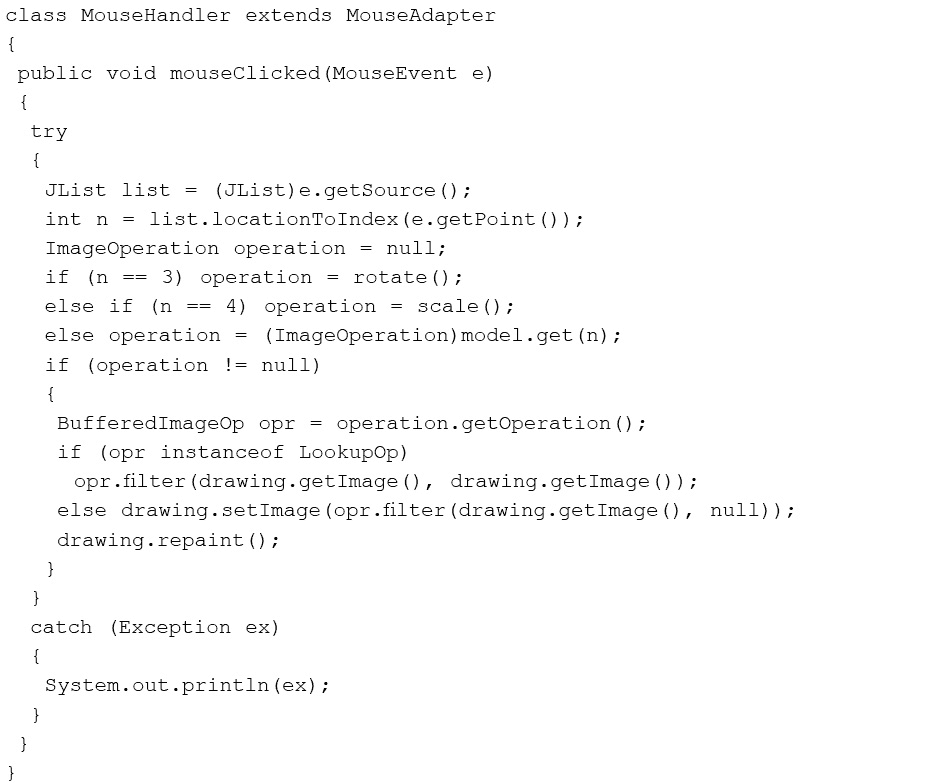 class MouseHandler extends MouseAdapter
{
 public void mouseClicked(MouseEvent e)
 {
  try
  {
   JList list = (JList)e.getSource();
   int n = list.locationToIndex(e.getPoint());
   ImageOperation operation = null;
   if (n == 3) operation = rotate();
   else if (n == 4) operation = scale();
   else operation = (ImageOperation)model.get(n);
   if (operation != null)
   {
    BufferedImageOp opr = operation.getOperation();
    if (opr instanceof LookupOp)
     opr.filter(drawing.getImage(), drawing.getImage());
    else drawing.setImage(opr.filter(drawing.getImage(), null));
    drawing.repaint();
   }
  }
  catch (Exception ex)
  {
   System.out.println(ex);
  }
 }
}